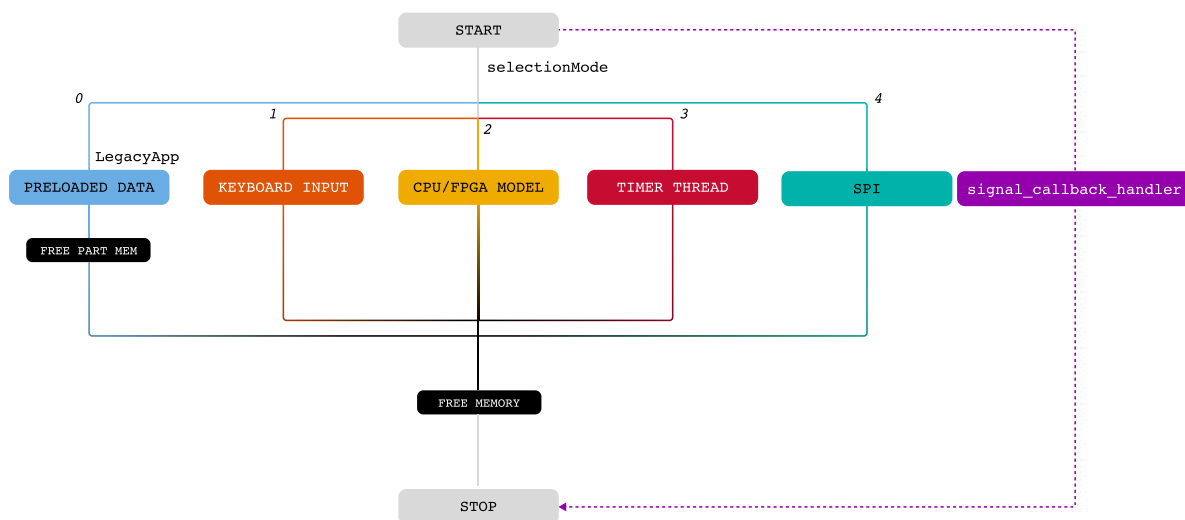 START
selectionMode
0
4
1
3
2
LegacyApp
PRELOADED DATA
KEYBOARD INPUT
CPU/FPGA MODEL
TIMER THREAD
SPI
signal_callback_handler
FREE PART MEM
FREE MEMORY
STOP